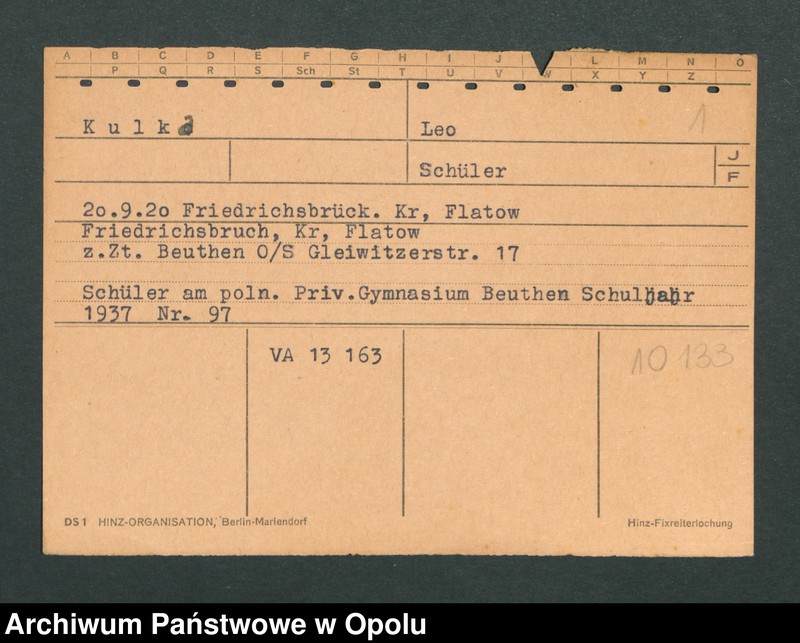 A B C D E F G H I J L M N O
P Q R S Sch St T U V W X Y Z
Kulka Leo 1
Schüler J
F
2o.9.2o Friedrichsbrück. Kr, Flatow
Friedrichsbruch, Kr, Flatow
z.Zt. Beuthen O/S Gleiwitzerstr. 17
Schüler am poln. Priv.Gymnasium Beuthen Schuljahr
1937 Nr. 97
VA 13 163 10 133
DS1 HINZ-ORGANISATION, Berlin-Mariendorf Hinz-Fixreiterlochung
Archiwum Państwowe w Opolu